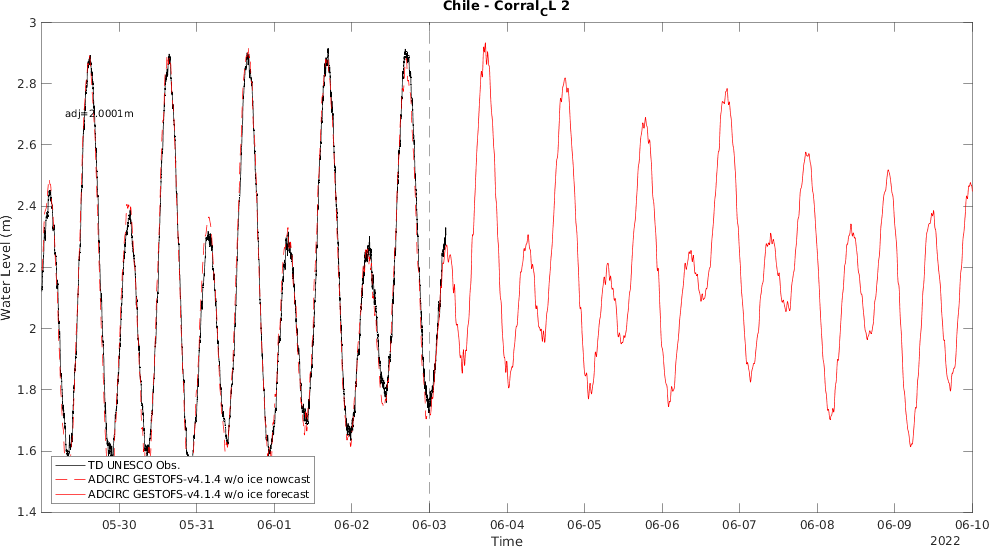 Chile - Corral_CL 2
3
2.8
adj=2.0001m
2.6
2.4
2.2
Water Level (m)
2
1.8
1.6
TD UNESCO Obs.
ADCIRC GESTOFS-v4.1.4 w/o ice nowcast
ADCIRC GESTOFS-v4.1.4 w/o ice forecast
1.4
05-30 05-31 06-01 06-02 06-03 06-04 06-05 06-06 06-07 06-08 06-09 06-10
Time
2022